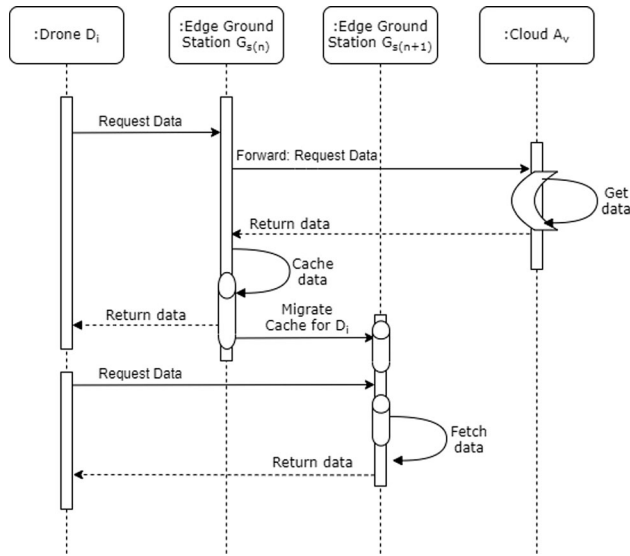 :Drone Di
:Edge Ground
Station Gs(n)
:Edge Ground
Station Gs(n+1)
:Cloud Av
Request Data
Forward: Request Data
Get
data
Return data
Cache
data
Return data
Migrate
Cache for Di
Request Data
Fetch
data
Return data